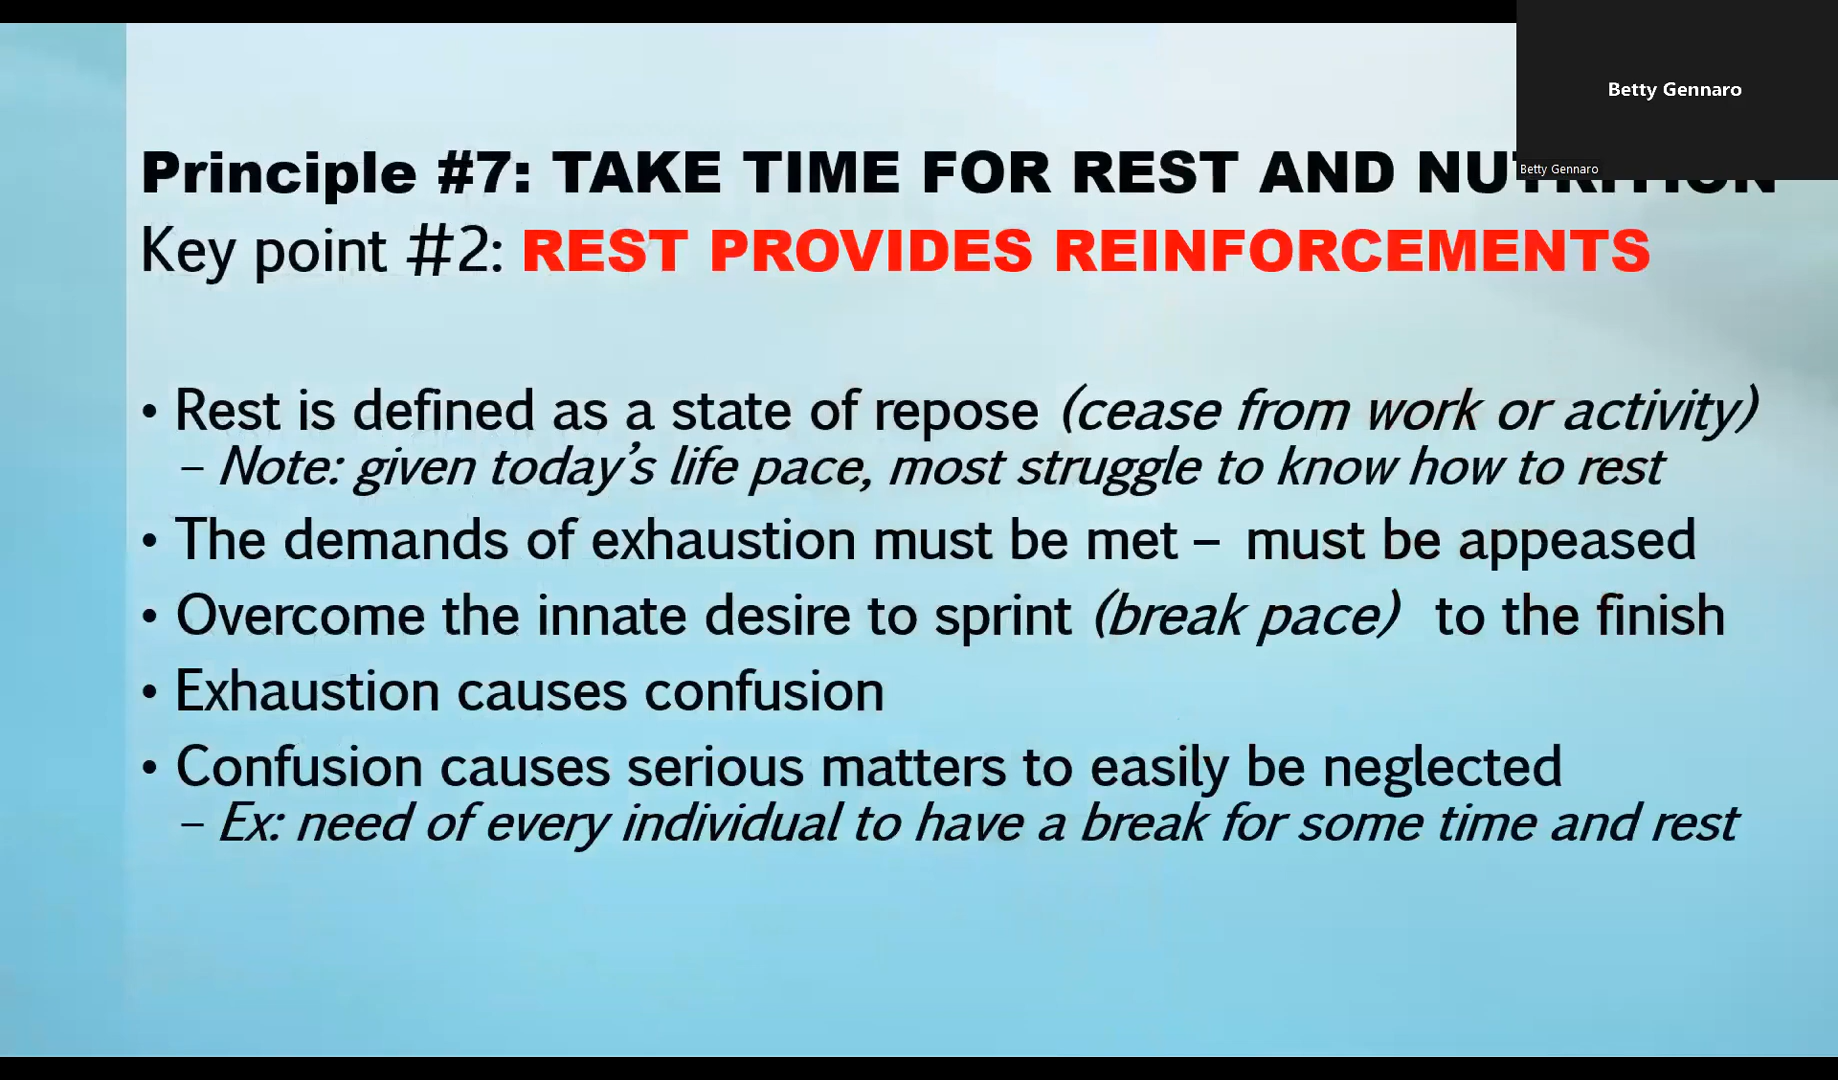 Betty Gennaro
Betty Gennaro
Principle #7: TAKE TIME FOR REST AND NUTRITION
Key point #2: REST PROVIDES REINFORCEMENTS
• Rest is defined as a state of repose (cease from work or activity)
– Note: given today’s life pace, most struggle to know how to rest
• The demands of exhaustion must be met – must be appeased
• Overcome the innate desire to sprint (break pace) to the finish
• Exhaustion causes confusion
• Confusion causes serious matters to easily be neglected
– Ex: need of every individual to have a break for some time and rest